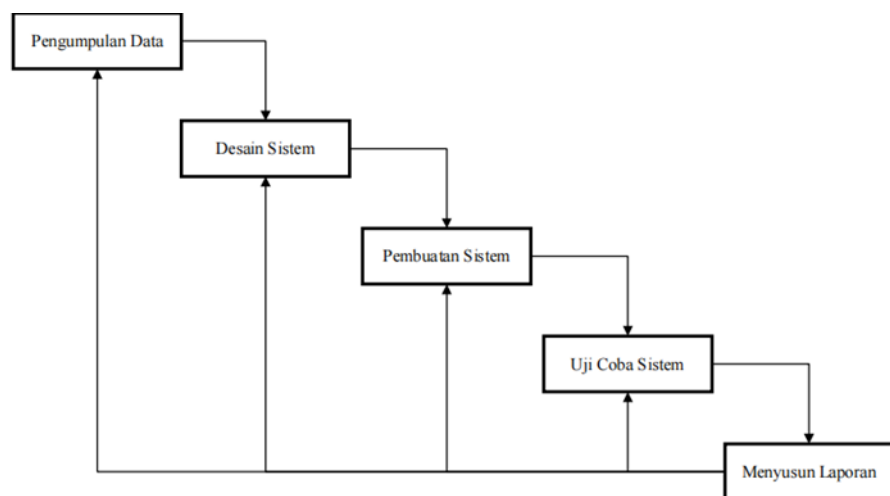 Pengumpulan Data
Desain Sistem
Pembuatan Sistem
Uji Coba Sistem
Menyusun Laporan